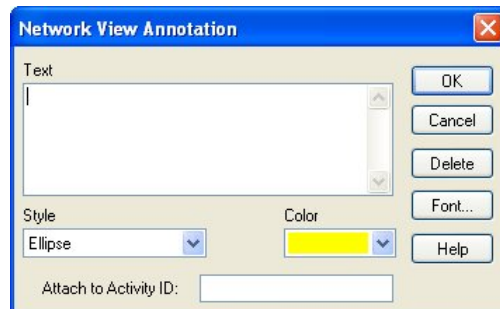 Network View Annotation
Text
OK
Cancel
Delete
Font...
Help
Style
Color
Ellipse
Attach to Activity ID: